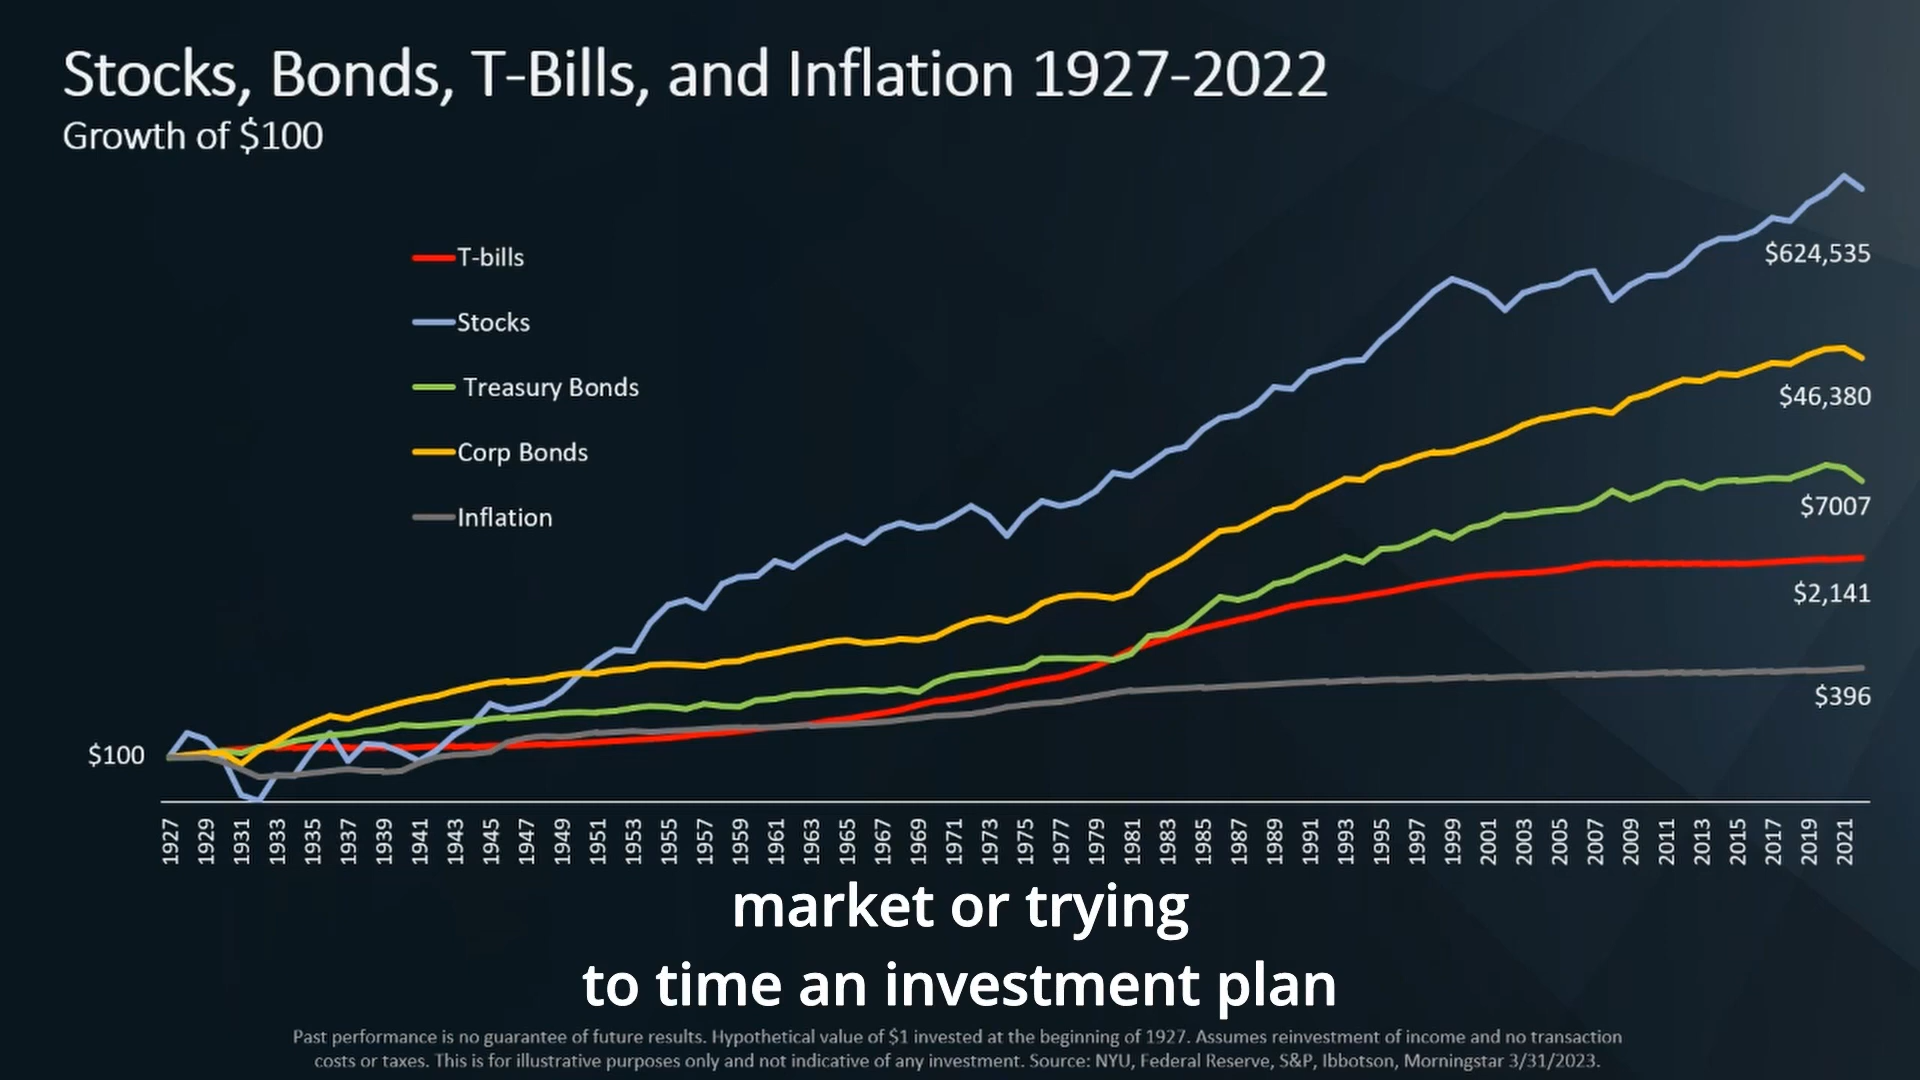 Stocks, Bonds, T-Bills, and Inflation 1927-2022
Growth of $100
T-bills
Stocks
Treasury Bonds
Corp Bonds
Inflation
$624,535
$46,380
$7007
$2,141
$396
$100
1927 1929 1931 1933 1935 1937 1939 1941 1943 1945 1947 1949 1951 1953 1955 1957 1959 1961 1963 1965 1967 1969 1971 1973 1975 1977 1979 1981 1983 1985 1987 1989 1991 1993 1995 1997 1999 2001 2003 2005 2007 2009 2011 2013 2015 2017 2019 2021
market or trying
to time an investment plan
Past performance is no guarantee of future results. Hypothetical value of $1 invested at the beginning of 1927. Assumes reinvestment of income and no transaction
costs or taxes. This is for illustrative purposes only and not indicative of any investment. Source: NYU, Federal Reserve, S&P, Ibbotson, Morningstar 3/31/2023.